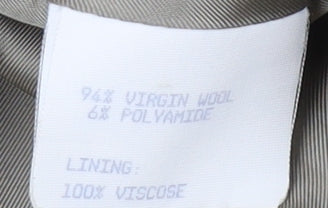 94% VIRGIN WOOL
6% POLYAMIDE
LINING:
100% VISCOSE